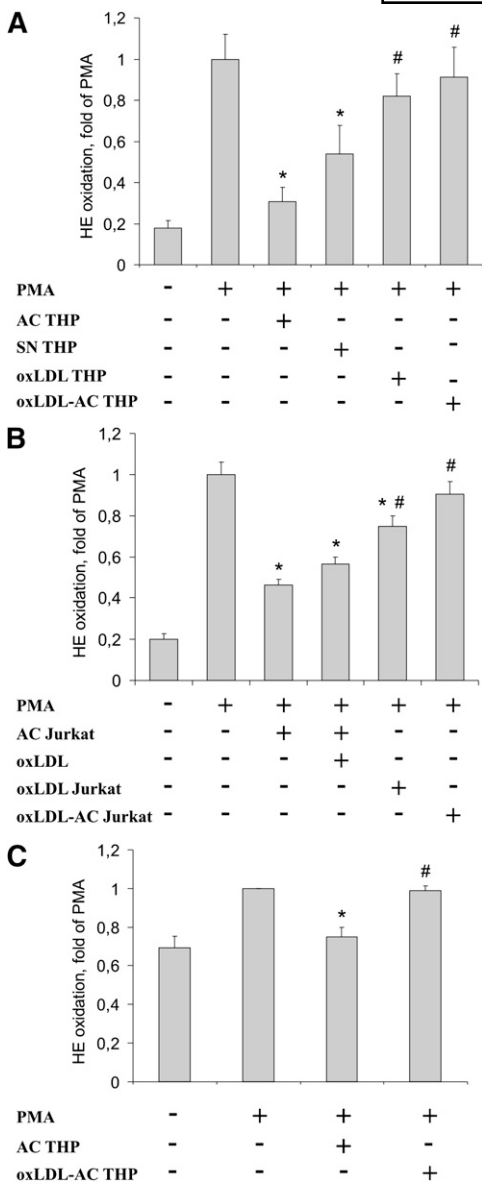 A
1,2
1
0,8
0,6
0,4
0,2
0
HE oxidation, fold of PMA
* * # #
PMA - + + + + +
AC THP - - + - - -
SN THP - - - + - -
oxLDL THP - - - - + -
oxLDL-AC THP - - - - - +
B
1,2
1
0,8
0,6
0,4
0,2
0
HE oxidation, fold of PMA
* * * # #
PMA - + + + + +
AC Jurkat - - + + - -
oxLDL - - - + - -
oxLDL Jurkat - - - - + -
oxLDL-AC Jurkat - - - - - +
C
1,2
1
0,8
0,6
0,4
0,2
0
HE oxidation, fold of PMA
* #
PMA - + + +
AC THP - - + -
oxLDL-AC THP - - - +